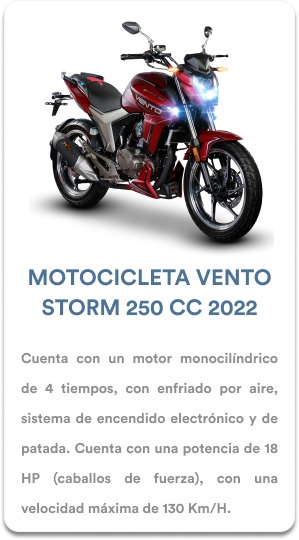 VENTO
MOTOCICLETA VENTO
STORM 250 CC 2022
Cuenta con un motor monocilíndrico
de 4 tiempos, con enfriado por aire,
sistema de encendido electrónico y de
patada. Cuenta con una potencia de 18
HP (caballos de fuerza), con una
velocidad máxima de 130 Km/H.